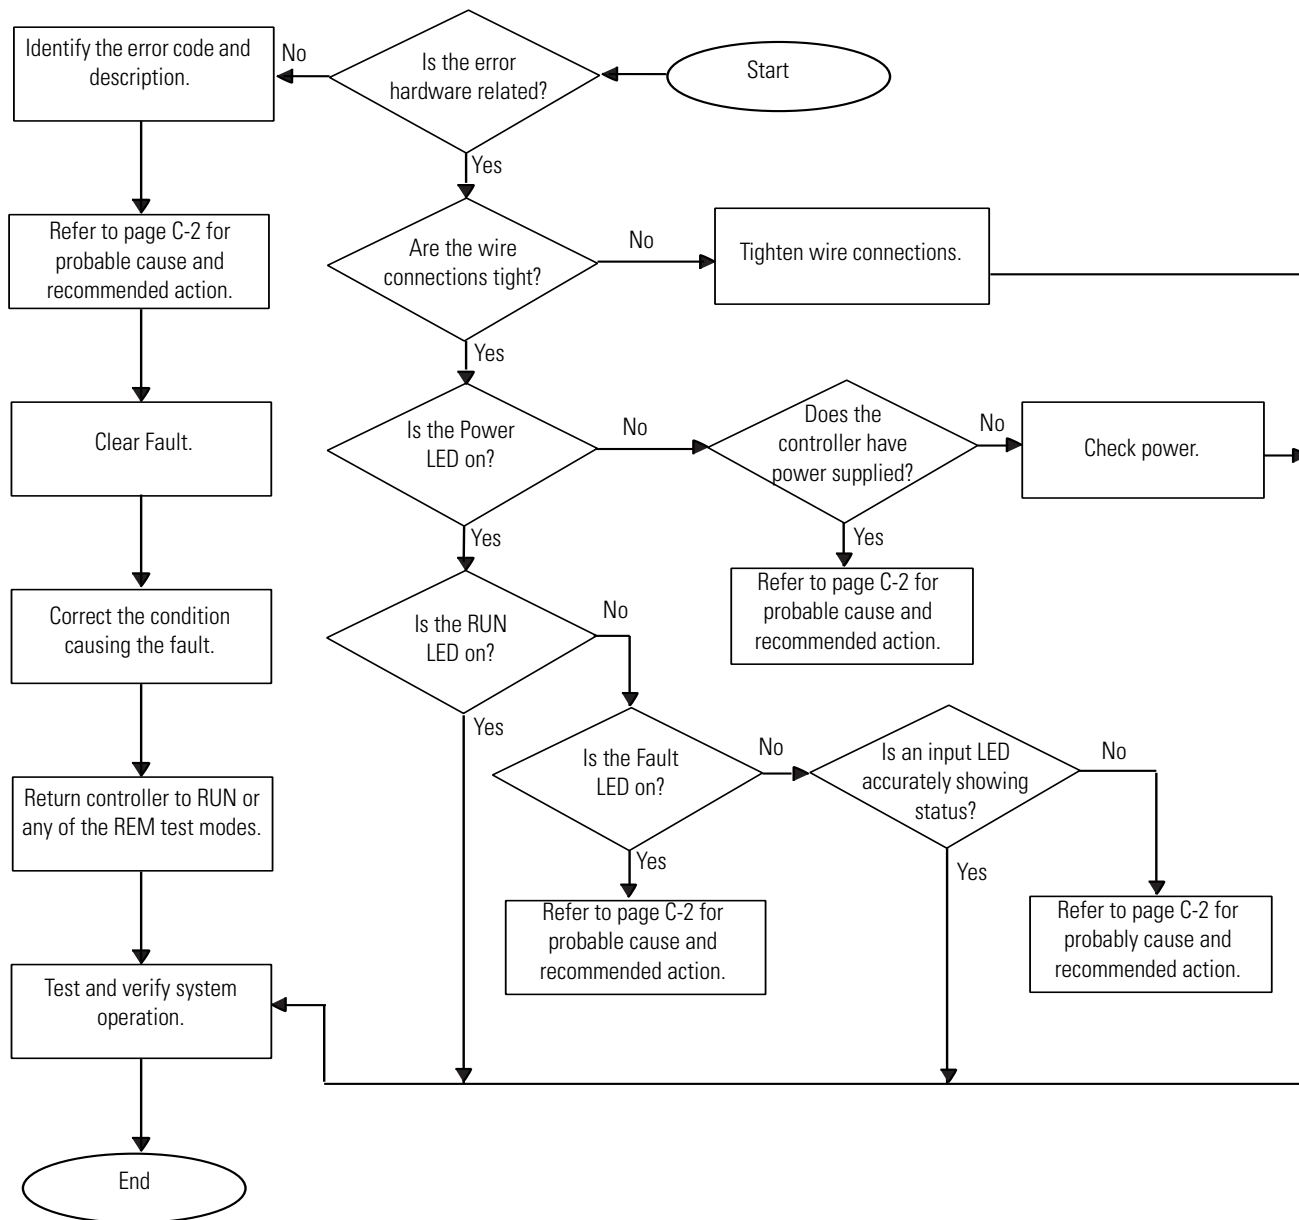 Start
Is the error
hardware related?
No
Identify the error code and
description.
Yes
Refer to page C-2 for
probable cause and
recommended action.
Are the wire
connections tight?
No
Tighten wire connections.
Yes
Clear Fault.
Is the Power
LED on?
No
Does the
controller have
power supplied?
No
Check power.
Yes
Yes
Refer to page C-2 for
probable cause and
recommended action.
Correct the condition
causing the fault.
Is the RUN
LED on?
No
Yes
Return controller to RUN or
any of the REM test modes.
Is the Fault
LED on?
No
Is an input LED
accurately showing
status?
No
Yes
Yes
Refer to page C-2 for
probable cause and
recommended action.
Refer to page C-2 for
probably cause and
recommended action.
Test and verify system
operation.
End